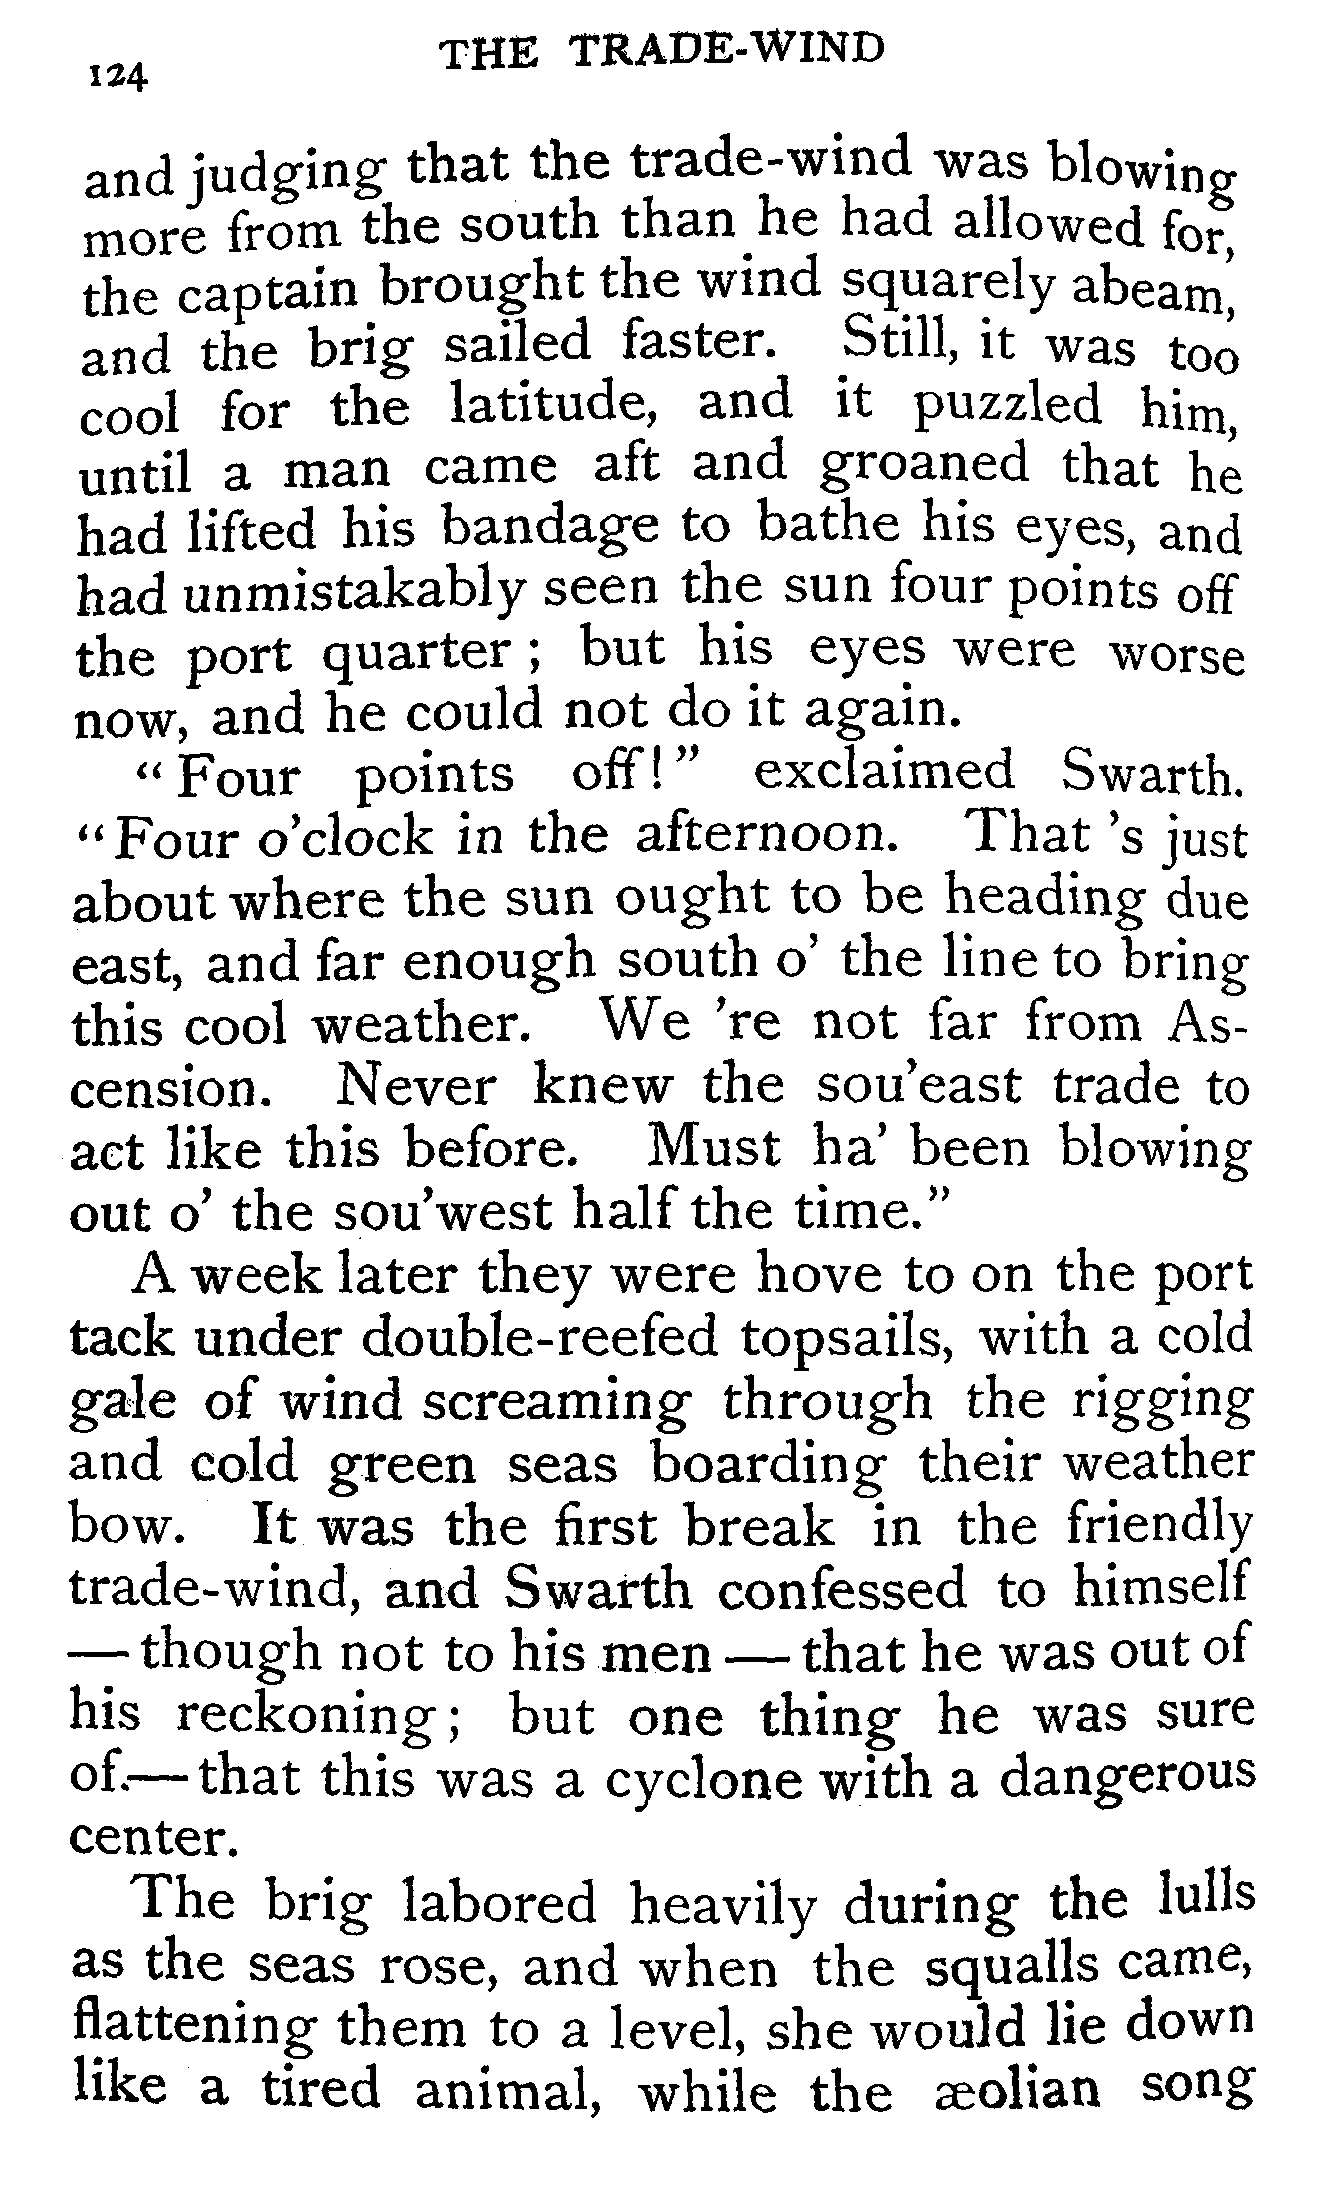 THE TRADE-WIND
124
and judging that the trade-wind was blowing
more from the south than he had allowed for,
the captain brought the wind squarely abeam,
and the brig sailed faster. Still, it was too
cool for the latitude, and it puzzled him,
until a man came aft and groaned that he
had lifted his bandage to bathe his eyes, and
had unmistakably seen the sun four points off
the port quarter ; but his eyes were worse
now, and he could not do it again.
“ Four points off! ” exclaimed Swarth.
“Four o’clock in the afternoon. That ’s just
about where the sun ought to be heading due
east, and far enough south o’ the line to bring
this cool weather. We ’re not far from As-
cension. Never knew the sou’east trade to
act like this before. Must ha’ been blowing
out o’ the sou’west half the time.”
A week later they were hove to on the port
tack under double-reefed topsails, with a cold
gale of wind screaming through the rigging
and cold green seas boarding their weather
bow. It was the first break in the friendly
trade-wind, and Swarth confessed to himself
— though not to his men — that he was out of
his reckoning ; but one thing he was sure
of.— that this was a cyclone with a dangerous
center.
The brig labored heavily during the lulls
as the seas rose, and when the squalls came,
flattening them to a level, she would lie down
like a tired animal, while the æolian song